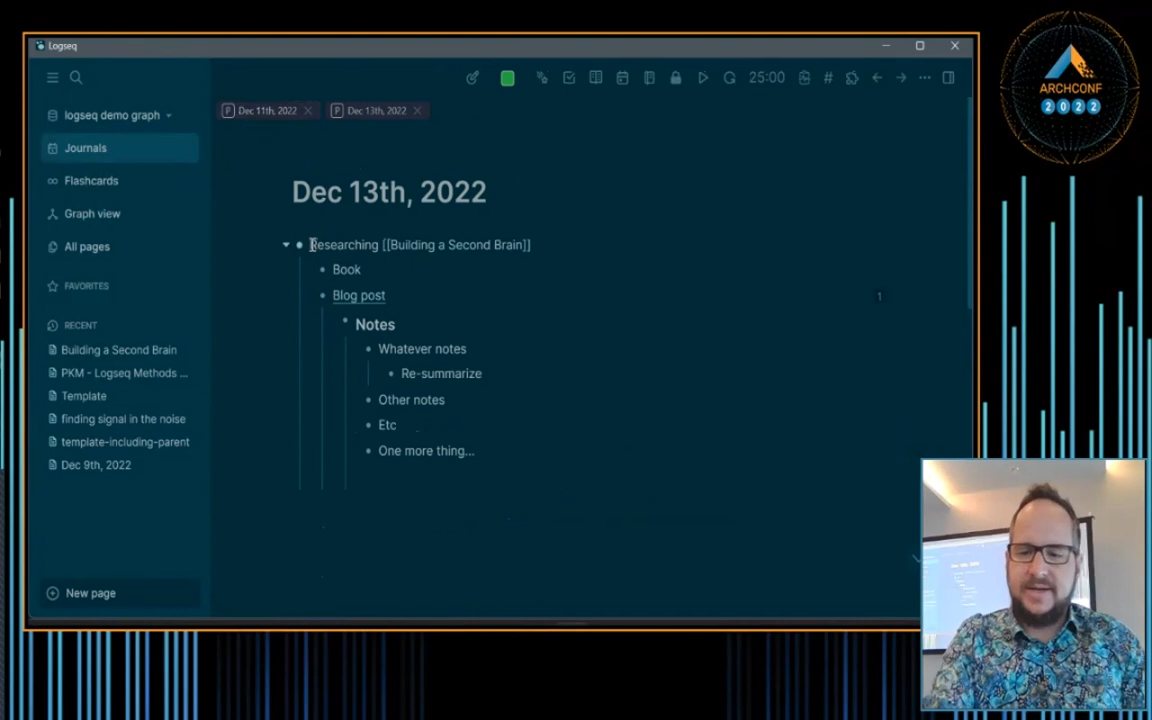 Logseq
25:00
logseq demo graph
Dec 11th, 2022
Dec 13th, 2022
Journals
Flashcards
Graph view
All pages
FAVORITES
RECENT
Building a Second Brain
PKM - Logseq Methods ...
Template
finding signal in the noise
template-including-parent
Dec 9th, 2022
New page
Dec 13th, 2022
Researching [[Building a Second Brain]]
Book
Blog post
1
Notes
Whatever notes
Re-summarize
Other notes
Etc
One more thing...
ARCHCONF
2022